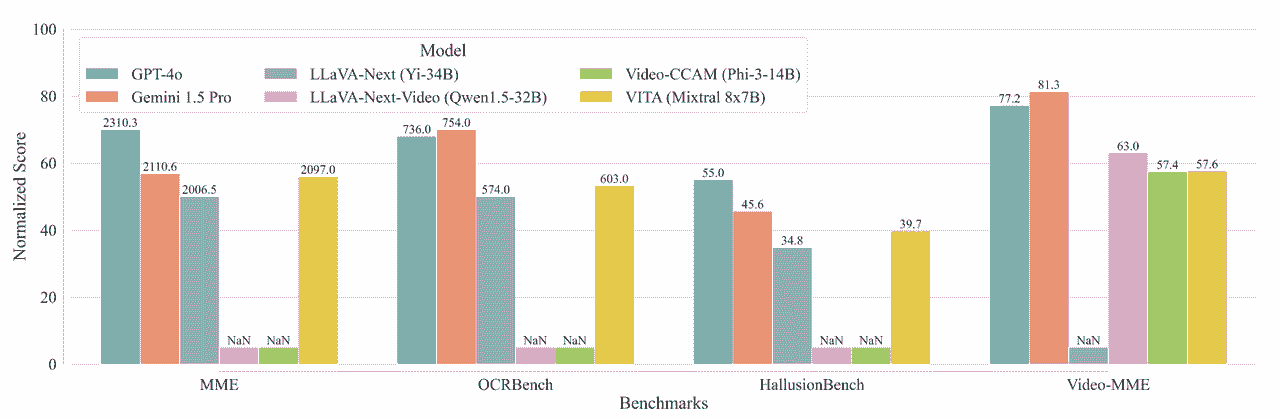 100
80
60
40
20
0
Normalized Score
Model
GPT-4o
Gemini 1.5 Pro
LLaVA-Next (Yi-34B)
LLaVA-Next-Video (Qwen1.5-32B)
Video-CCAM (Phi-3-14B)
VITA (Mixtral 8x7B)
2310.3
2110.6
2006.5
NaN
NaN
2097.0
736.0
754.0
574.0
NaN
NaN
603.0
55.0
45.6
34.8
NaN
NaN
39.7
77.2
81.3
NaN
63.0
57.4
57.6
MME
OCRBench
HallusionBench
Video-MME
Benchmarks